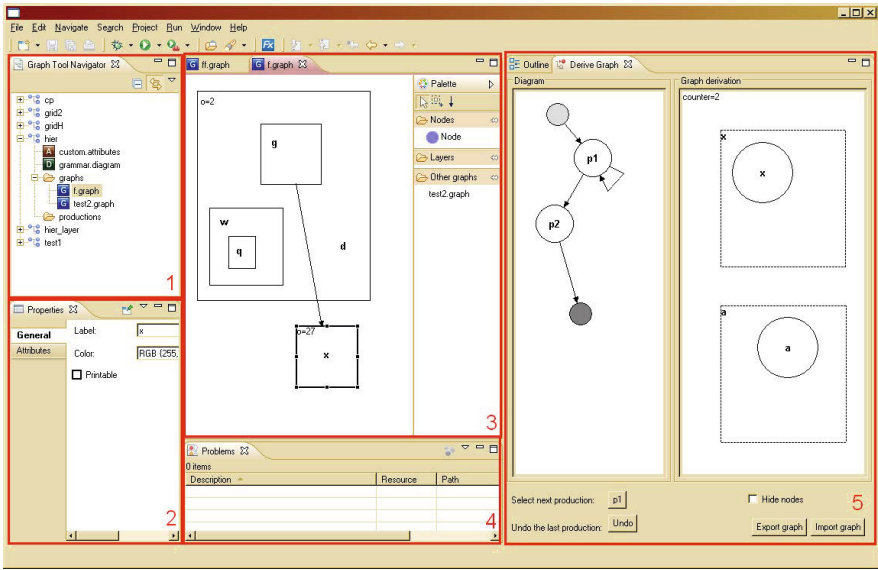 File Edit Navigate Search Project Run Window Help
Graph Tool Navigator
cp
grid2
gridH
hier
A custom.attributes
D grammar.diagram
graphs
G f.graph
G test2.graph
productions
hier_layer
test1
1
Properties
General
Attributes
Label: x
Color: RGB {255,
Printable
2
G ff.graph G f.graph
o=2
g
w
q
d
o=27
x
Palette
Nodes
Node
Layers
Other graphs
test2.graph
3
Problems
0 items
Description Resource Path
4
Outline Derive Graph
Diagram
p1
p2
Graph derivation
counter=2
x
x
a
a
Select next production: p1
Undo the last production: Undo
Hide nodes
Export graph Import graph
5